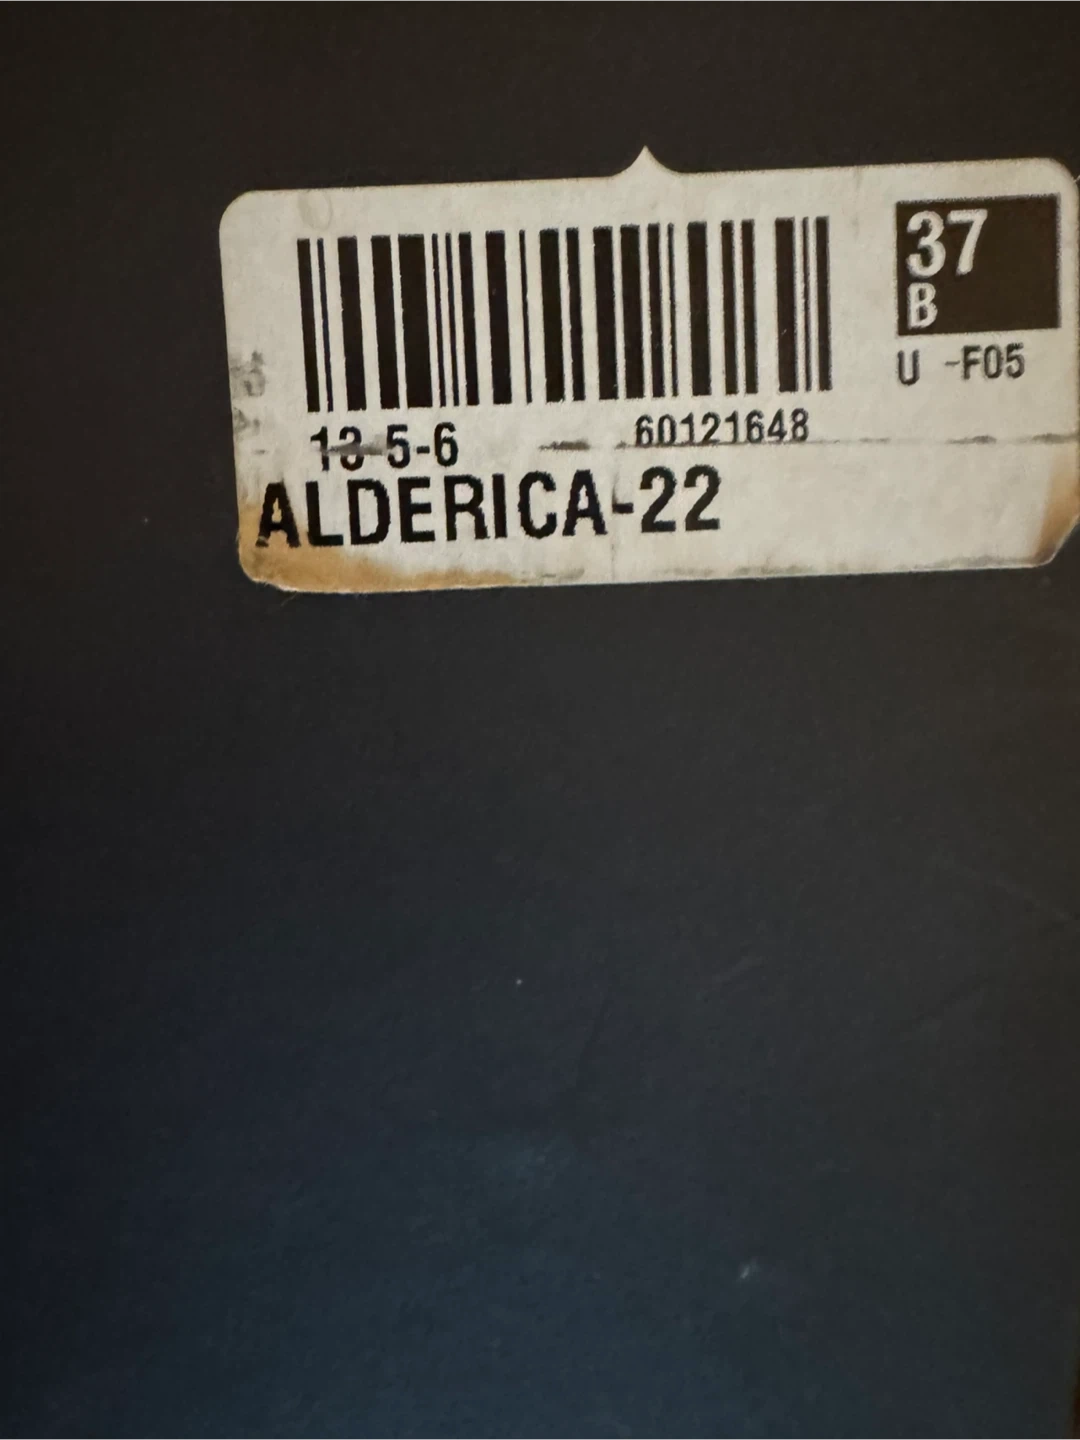 37
B
U -F05
13-5-6 60121648
ALDERICA-22